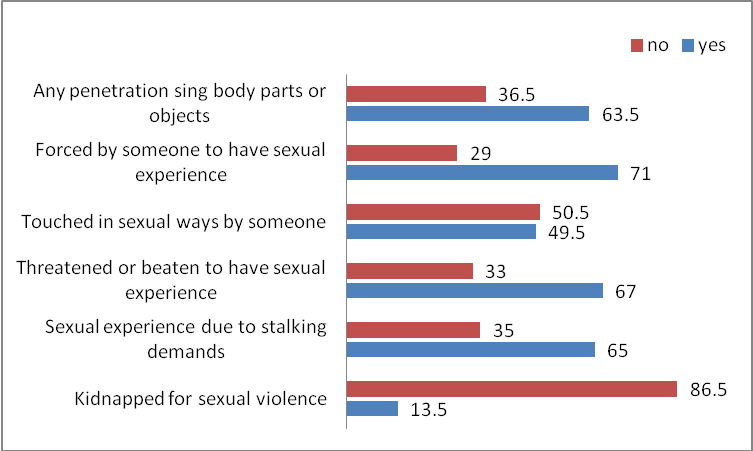 no yes
Any penetration sing body parts or
objects
36.5
63.5
Forced by someone to have sexual
experience
29
71
Touched in sexual ways by someone
50.5
49.5
Threatened or beaten to have sexual
experience
33
67
Sexual experience due to stalking
demands
35
65
Kidnapped for sexual violence
86.5
13.5